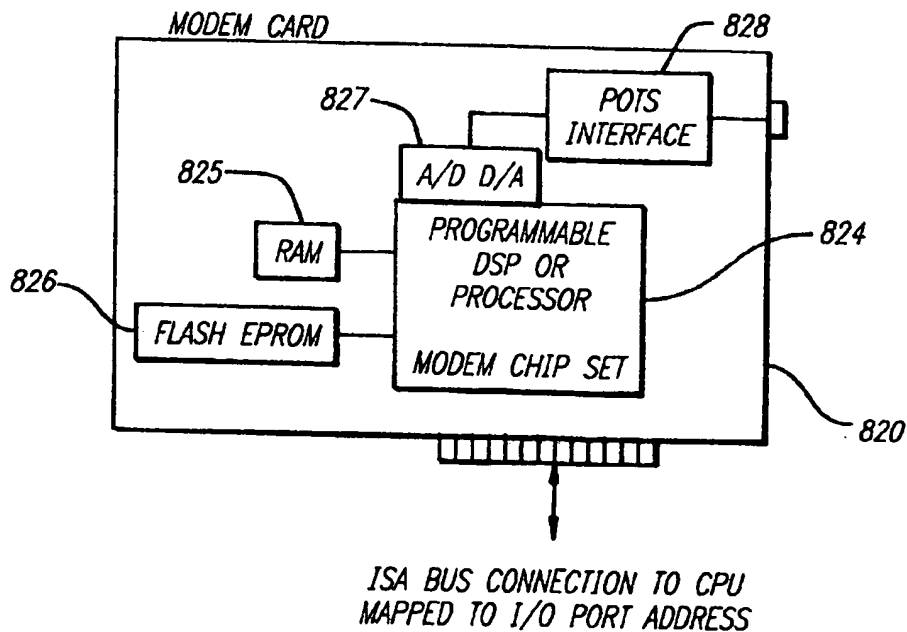 MODEM CARD
828
827
POTS
INTERFACE
A/D D/A
825
RAM
PROGRAMMABLE
DSP OR
PROCESSOR
824
826
FLASH EPROM
MODEM CHIP SET
820
ISA BUS CONNECTION TO CPU
MAPPED TO I/O PORT ADDRESS